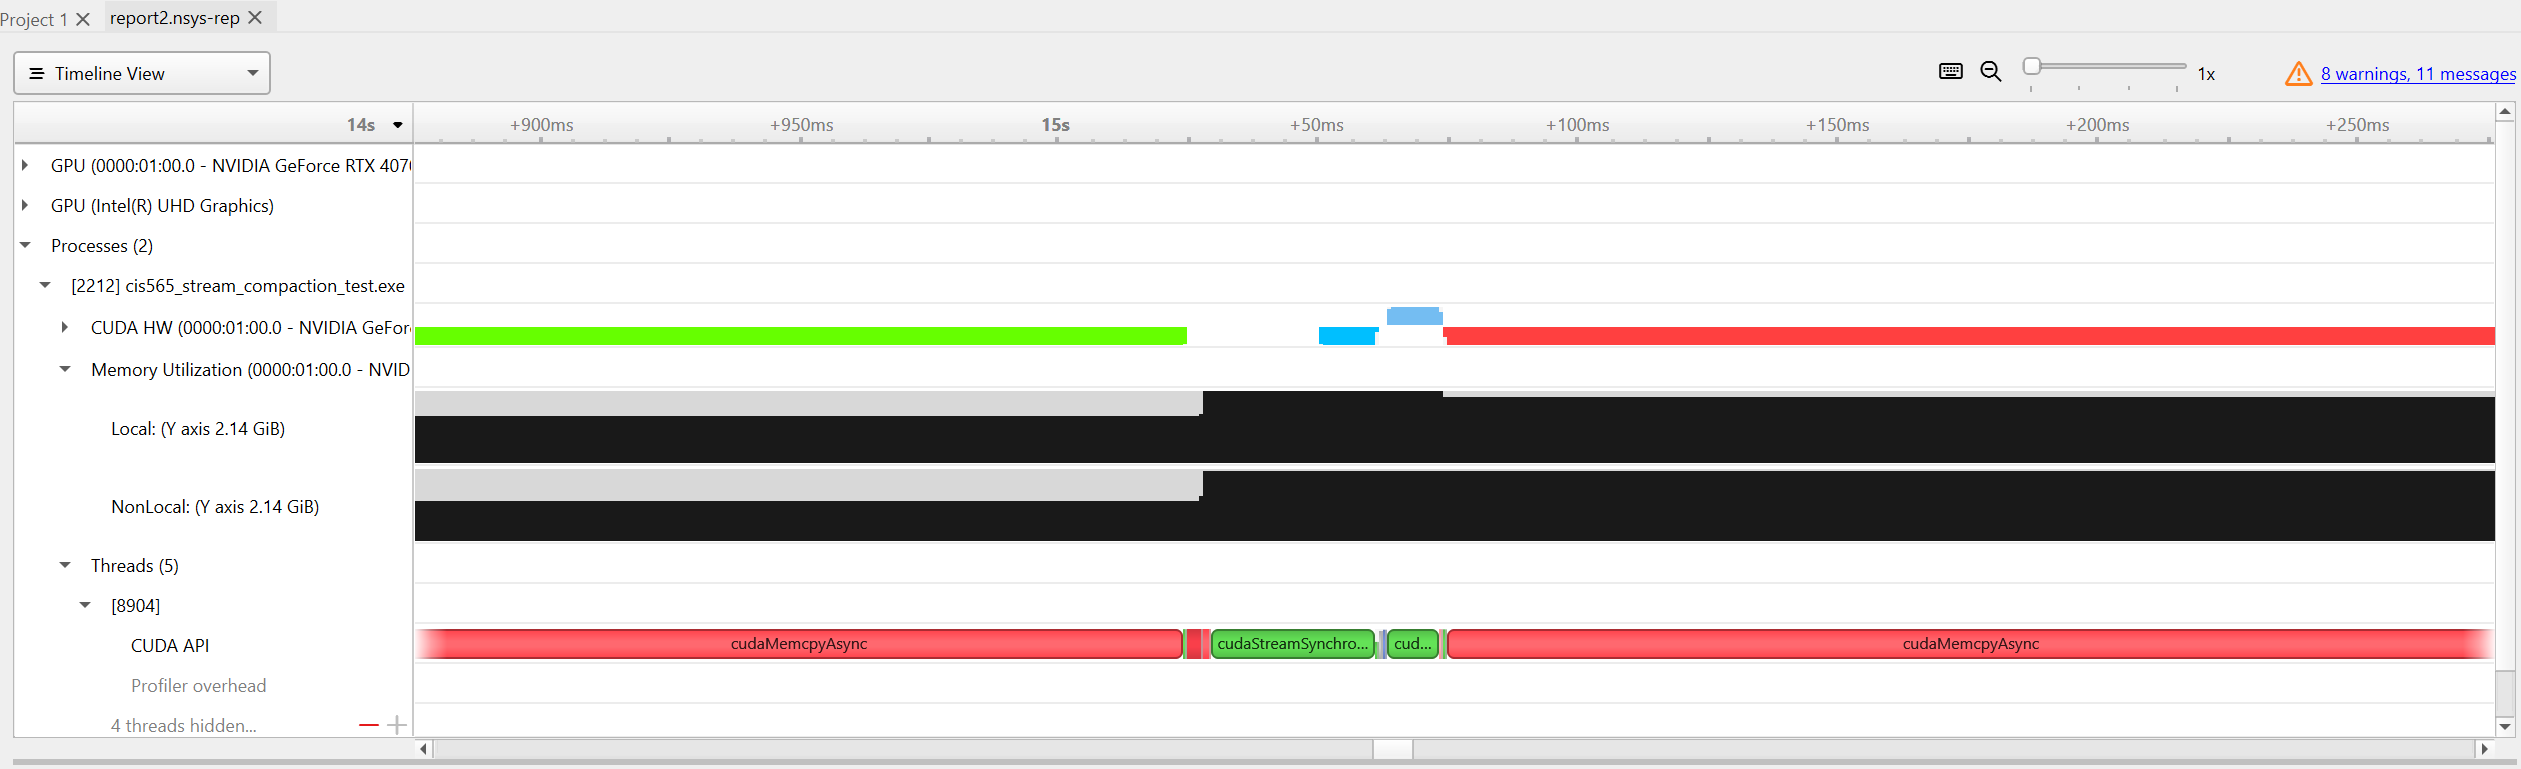 Project 1
report2.nsys-rep
Timeline View
1x
8 warnings, 11 messages
14s
+900ms +950ms 15s +50ms +100ms +150ms +200ms +250ms
GPU (0000:01:00.0 - NVIDIA GeForce RTX 407
GPU (Intel(R) UHD Graphics)
Processes (2)
[2212] cis565_stream_compaction_test.exe
CUDA HW (0000:01:00.0 - NVIDIA GeFor
Memory Utilization (0000:01:00.0 - NVID
Local: (Y axis 2.14 GiB)
NonLocal: (Y axis 2.14 GiB)
Threads (5)
[8904]
CUDA API
cudaMemcpyAsync cudaStreamSynchro... cud... cudaMemcpyAsync
Profiler overhead
4 threads hidden...